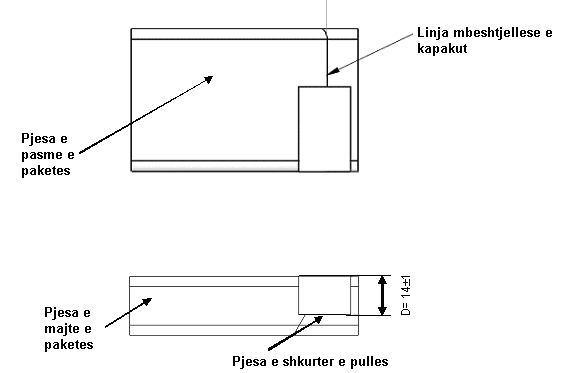 Linja mbeshtjellese e
kapakut
Pjesa e
pasme e
paketes
D= 14±1
Pjesa e
majte e
paketes
Pjesa e shkurter e pulles